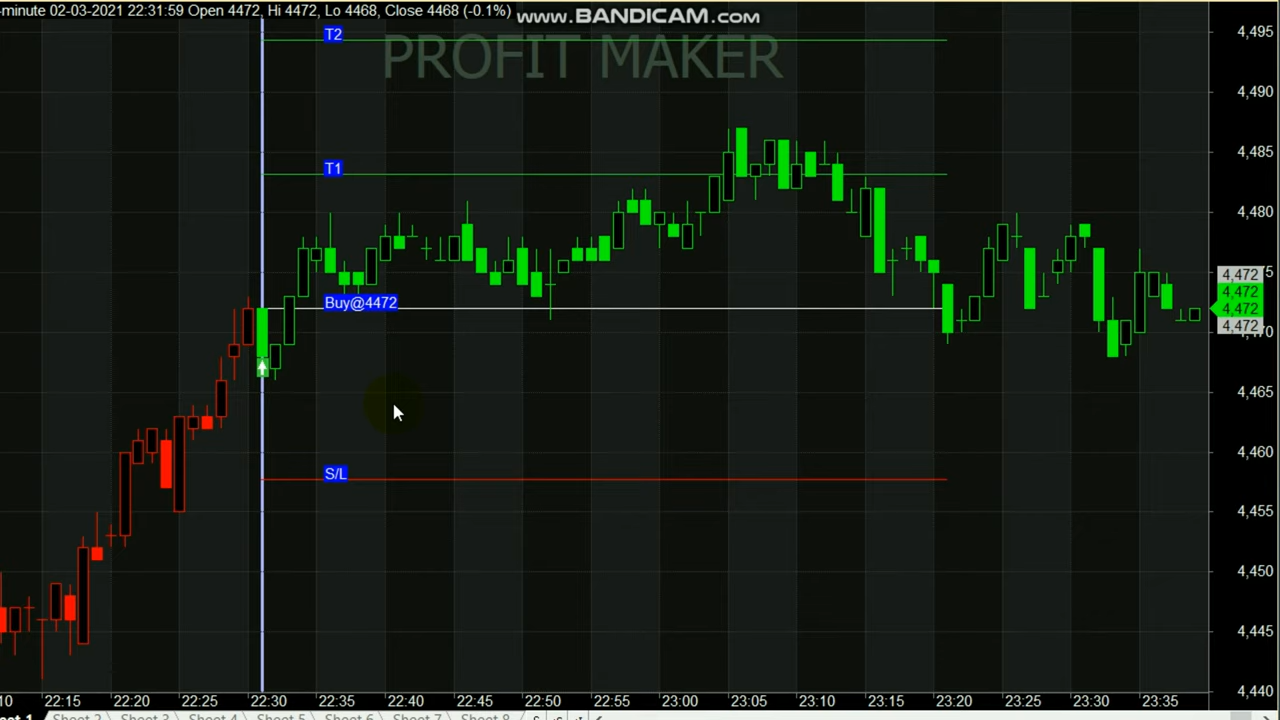 -minute 02-03-2021 22:31:59 Open 4472, Hi 4472, Lo 4468, Close 4468 (-0.1%)
www.BANDICAM.com
PROFIT MAKER
T2
T1
Buy@4472
S/L
4,495
4,490
4,485
4,480
4,472
4,472
4,472
4,472
4,465
4,460
4,455
4,450
4,445
4,440
22:15 22:20 22:25 22:30 22:35 22:40 22:45 22:50 22:55 23:00 23:05 23:10 23:15 23:20 23:25 23:30 23:35
Sheet 2 Sheet 3 Sheet 4 Sheet 5 Sheet 6 Sheet 7 Sheet 8